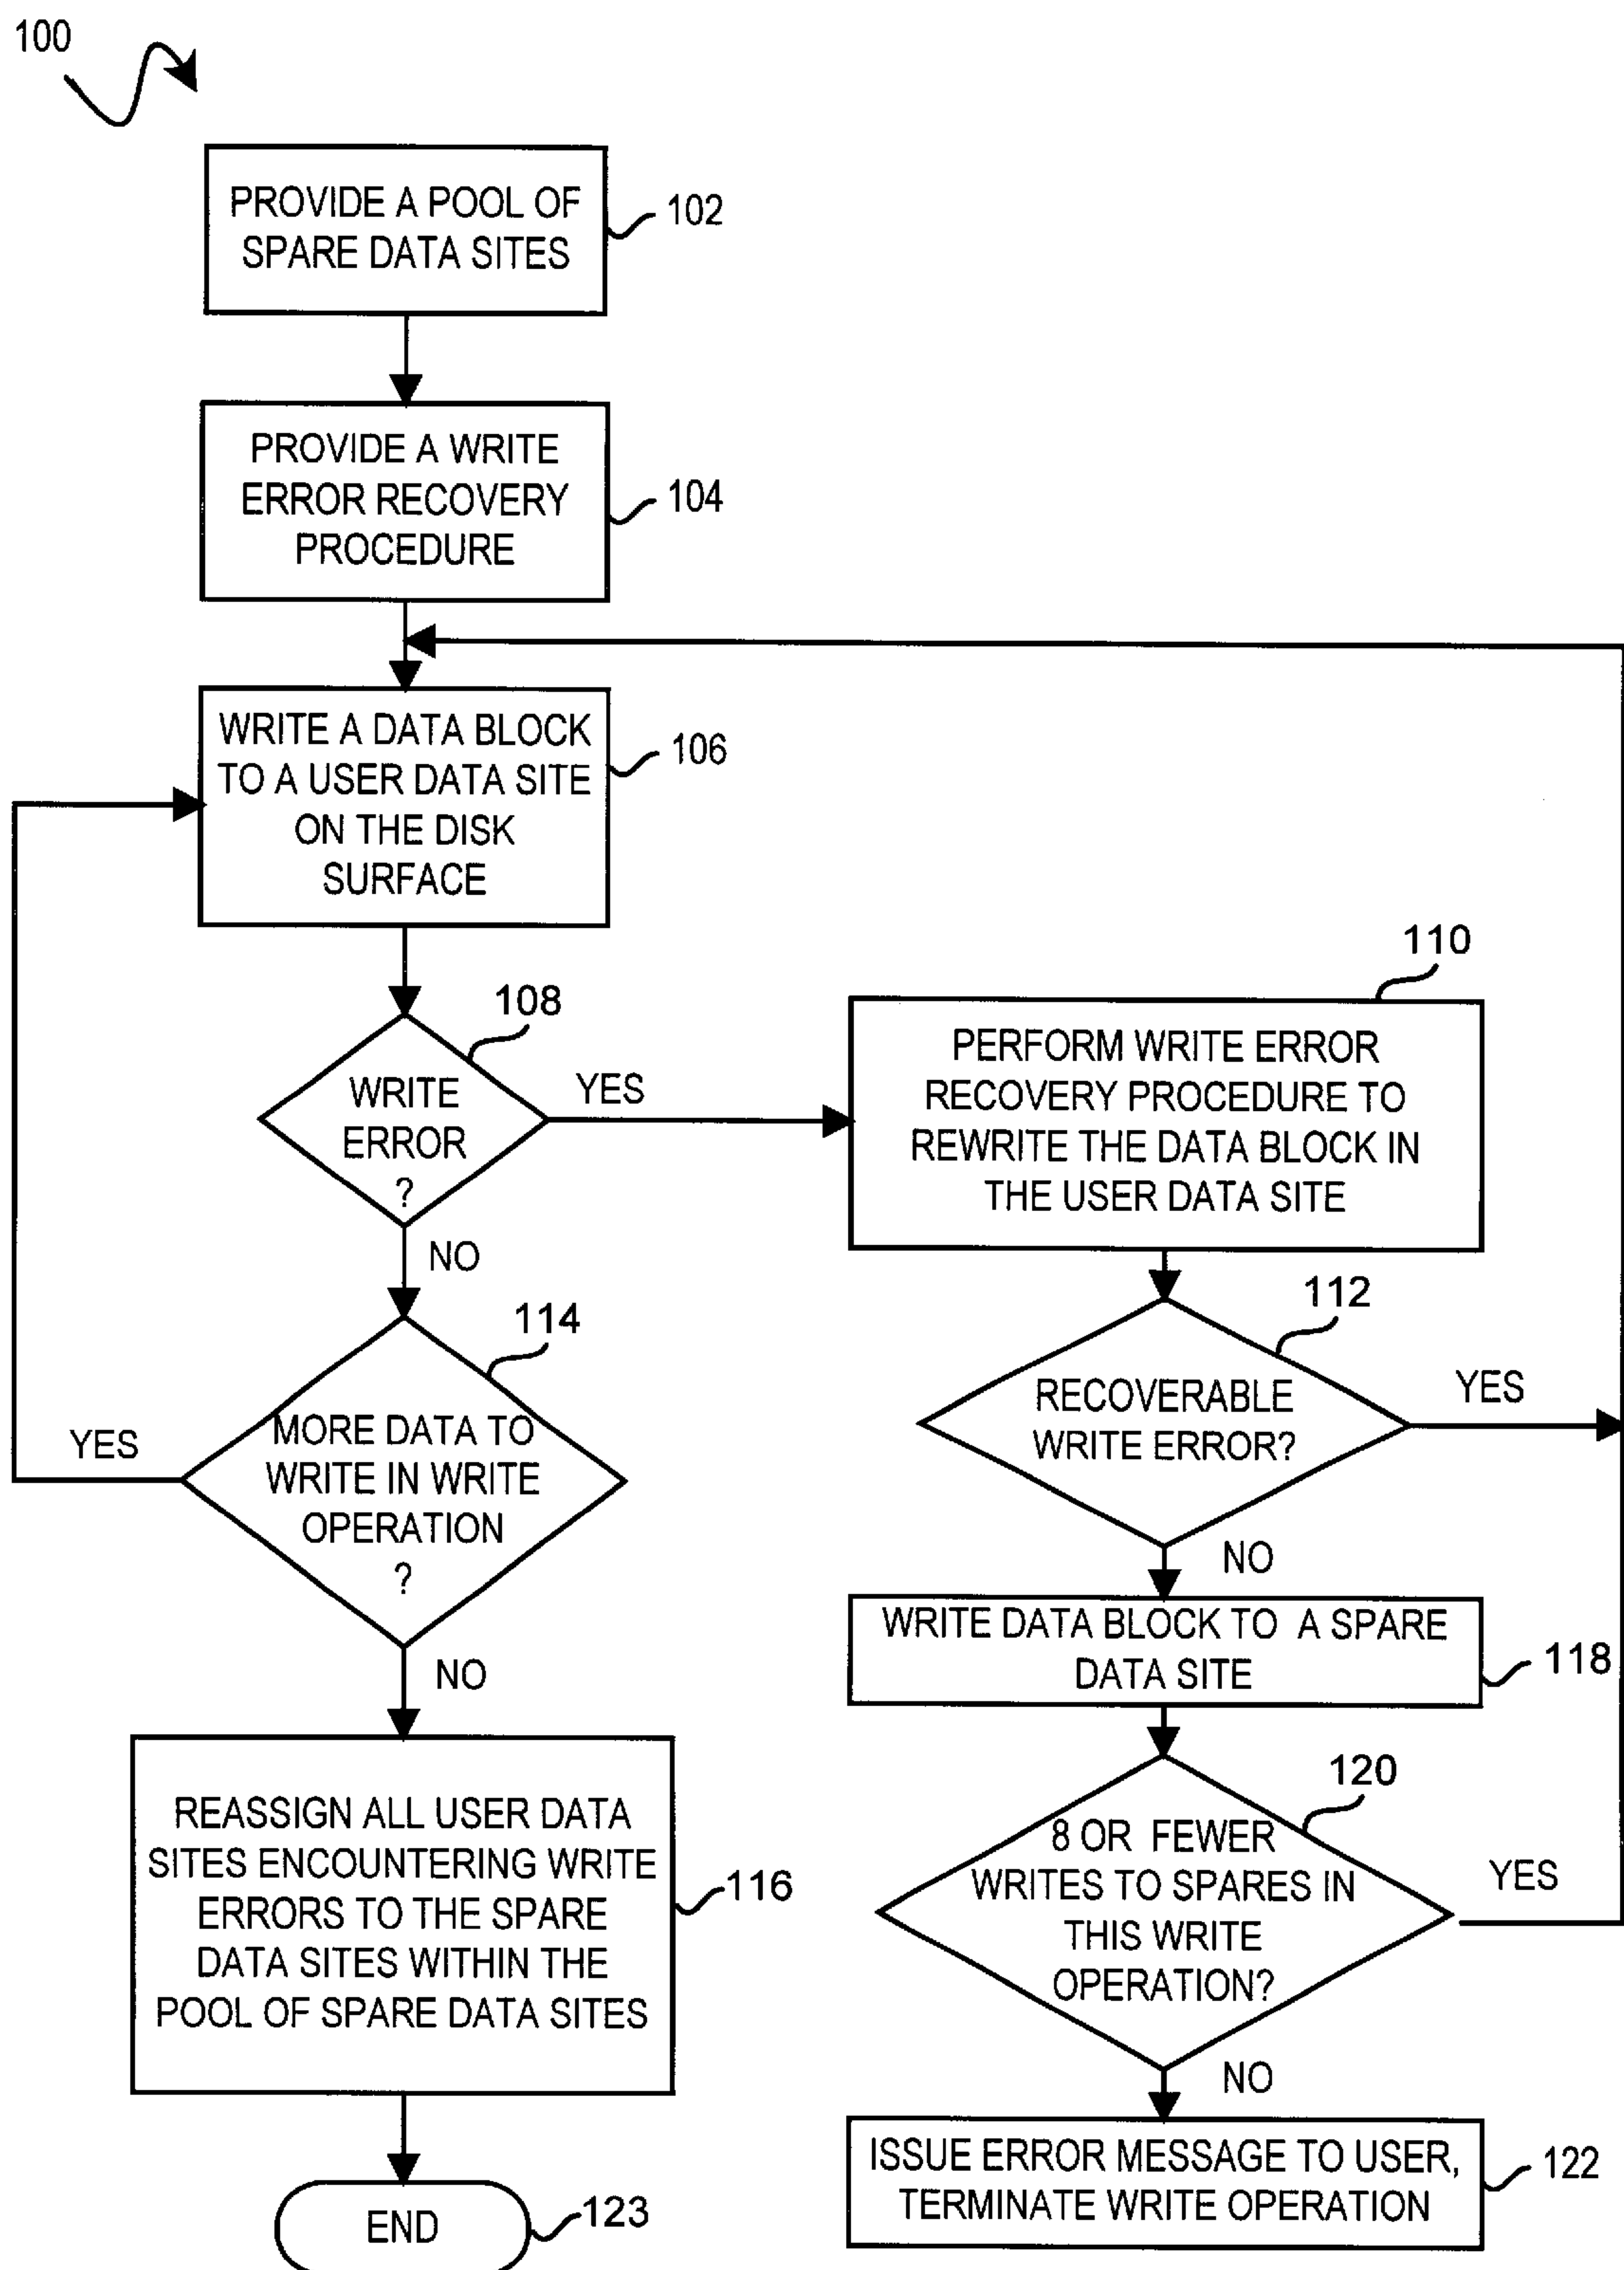 100
PROVIDE A POOL OF
SPARE DATA SITES
102
PROVIDE A WRITE
ERROR RECOVERY
PROCEDURE
104
WRITE A DATA BLOCK
TO A USER DATA SITE
ON THE DISK
SURFACE
106
108
WRITE
ERROR
?
YES
NO
110
PERFORM WRITE ERROR
RECOVERY PROCEDURE TO
REWRITE THE DATA BLOCK IN
THE USER DATA SITE
112
RECOVERABLE
WRITE ERROR?
YES
NO
114
MORE DATA TO
WRITE IN WRITE
OPERATION
?
YES
NO
WRITE DATA BLOCK TO A SPARE
DATA SITE
118
120
8 OR FEWER
WRITES TO SPARES IN
THIS WRITE
OPERATION?
YES
NO
REASSIGN ALL USER DATA
SITES ENCOUNTERING WRITE
ERRORS TO THE SPARE
DATA SITES WITHIN THE
POOL OF SPARE DATA SITES
116
ISSUE ERROR MESSAGE TO USER,
TERMINATE WRITE OPERATION
122
END
123